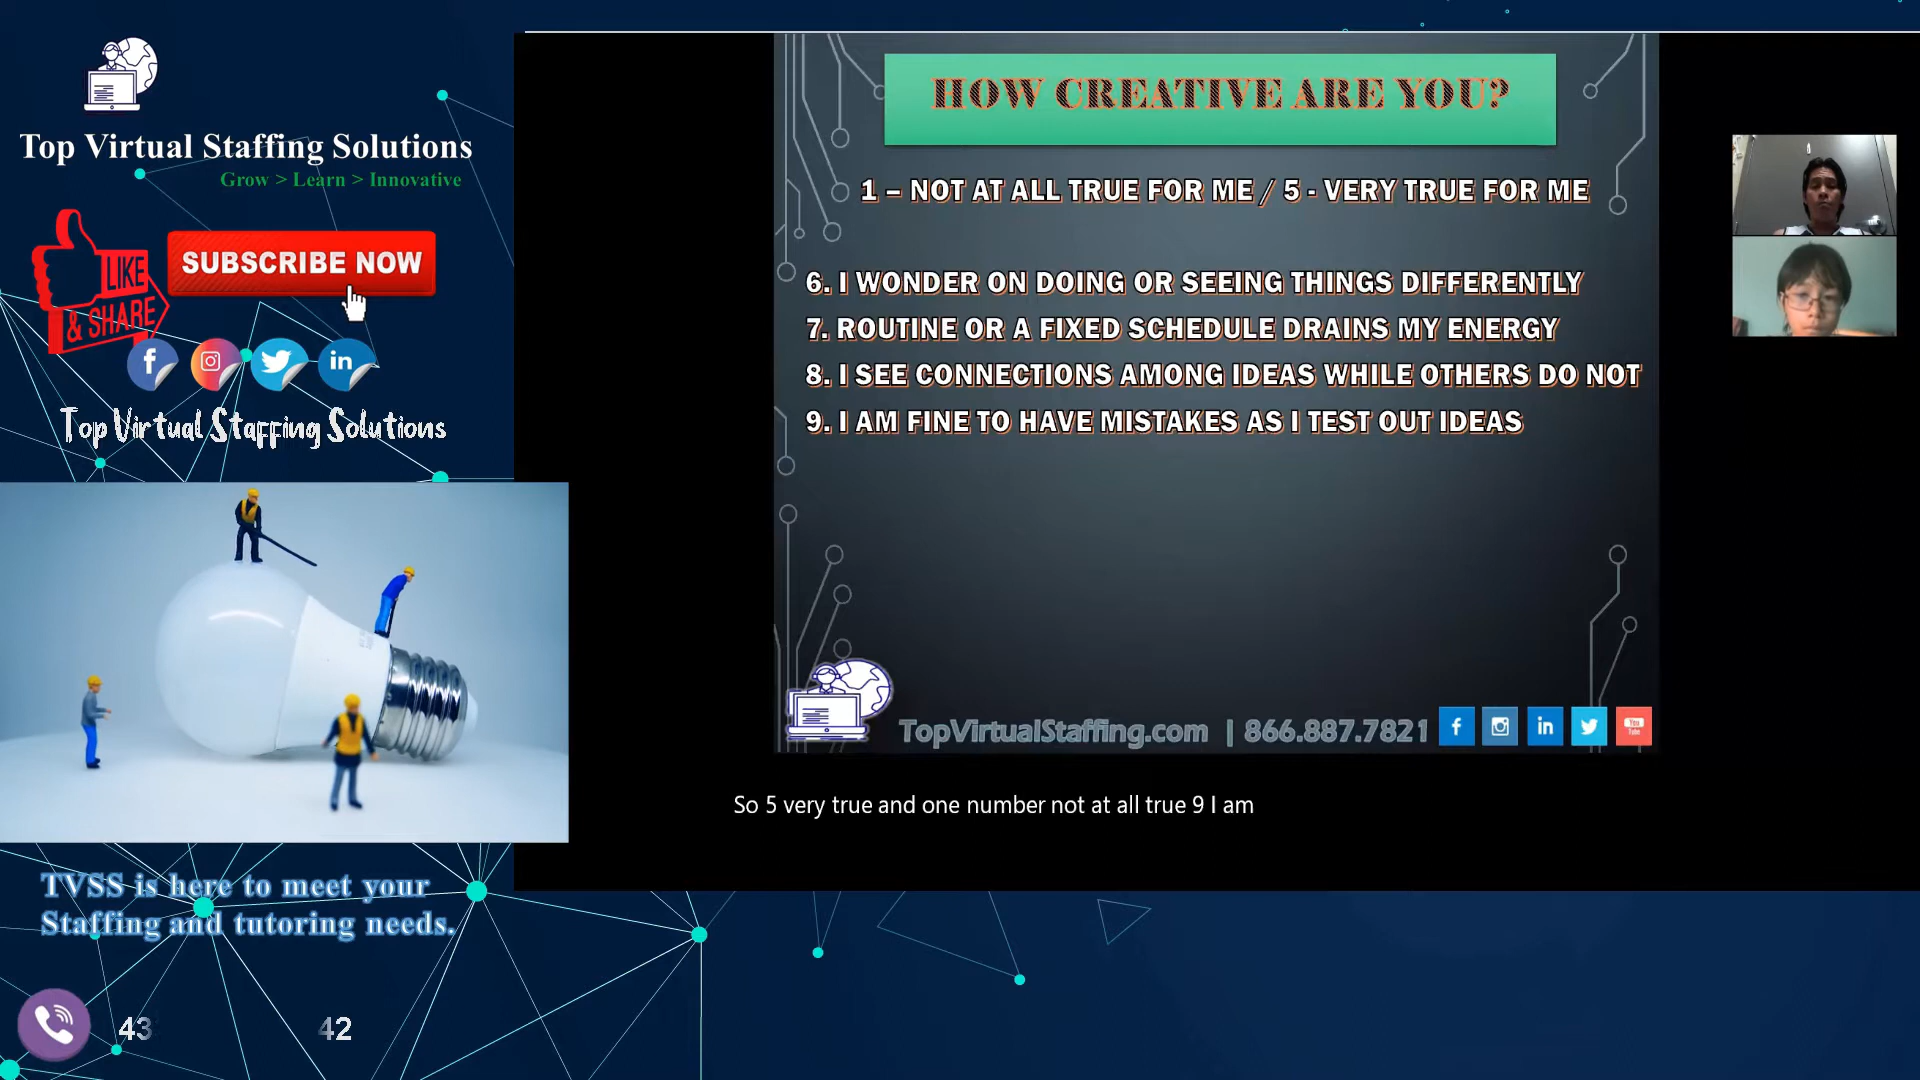 Top Virtual Staffing Solutions
Grow > Learn > Innovative
LIKE
& SHARE
SUBSCRIBE NOW
Top Virtual Staffing Solutions
HOW CREATIVE ARE YOU?
1 – NOT AT ALL TRUE FOR ME / 5 - VERY TRUE FOR ME
6. I WONDER ON DOING OR SEEING THINGS DIFFERENTLY
7. ROUTINE OR A FIXED SCHEDULE DRAINS MY ENERGY
8. I SEE CONNECTIONS AMONG IDEAS WHILE OTHERS DO NOT
9. I AM FINE TO HAVE MISTAKES AS I TEST OUT IDEAS
TopVirtualStaffing.com | 866.887.7821
You Tube
So 5 very true and one number not at all true 9 I am
TVSS is here to meet your
Staffing and tutoring needs.
43 42